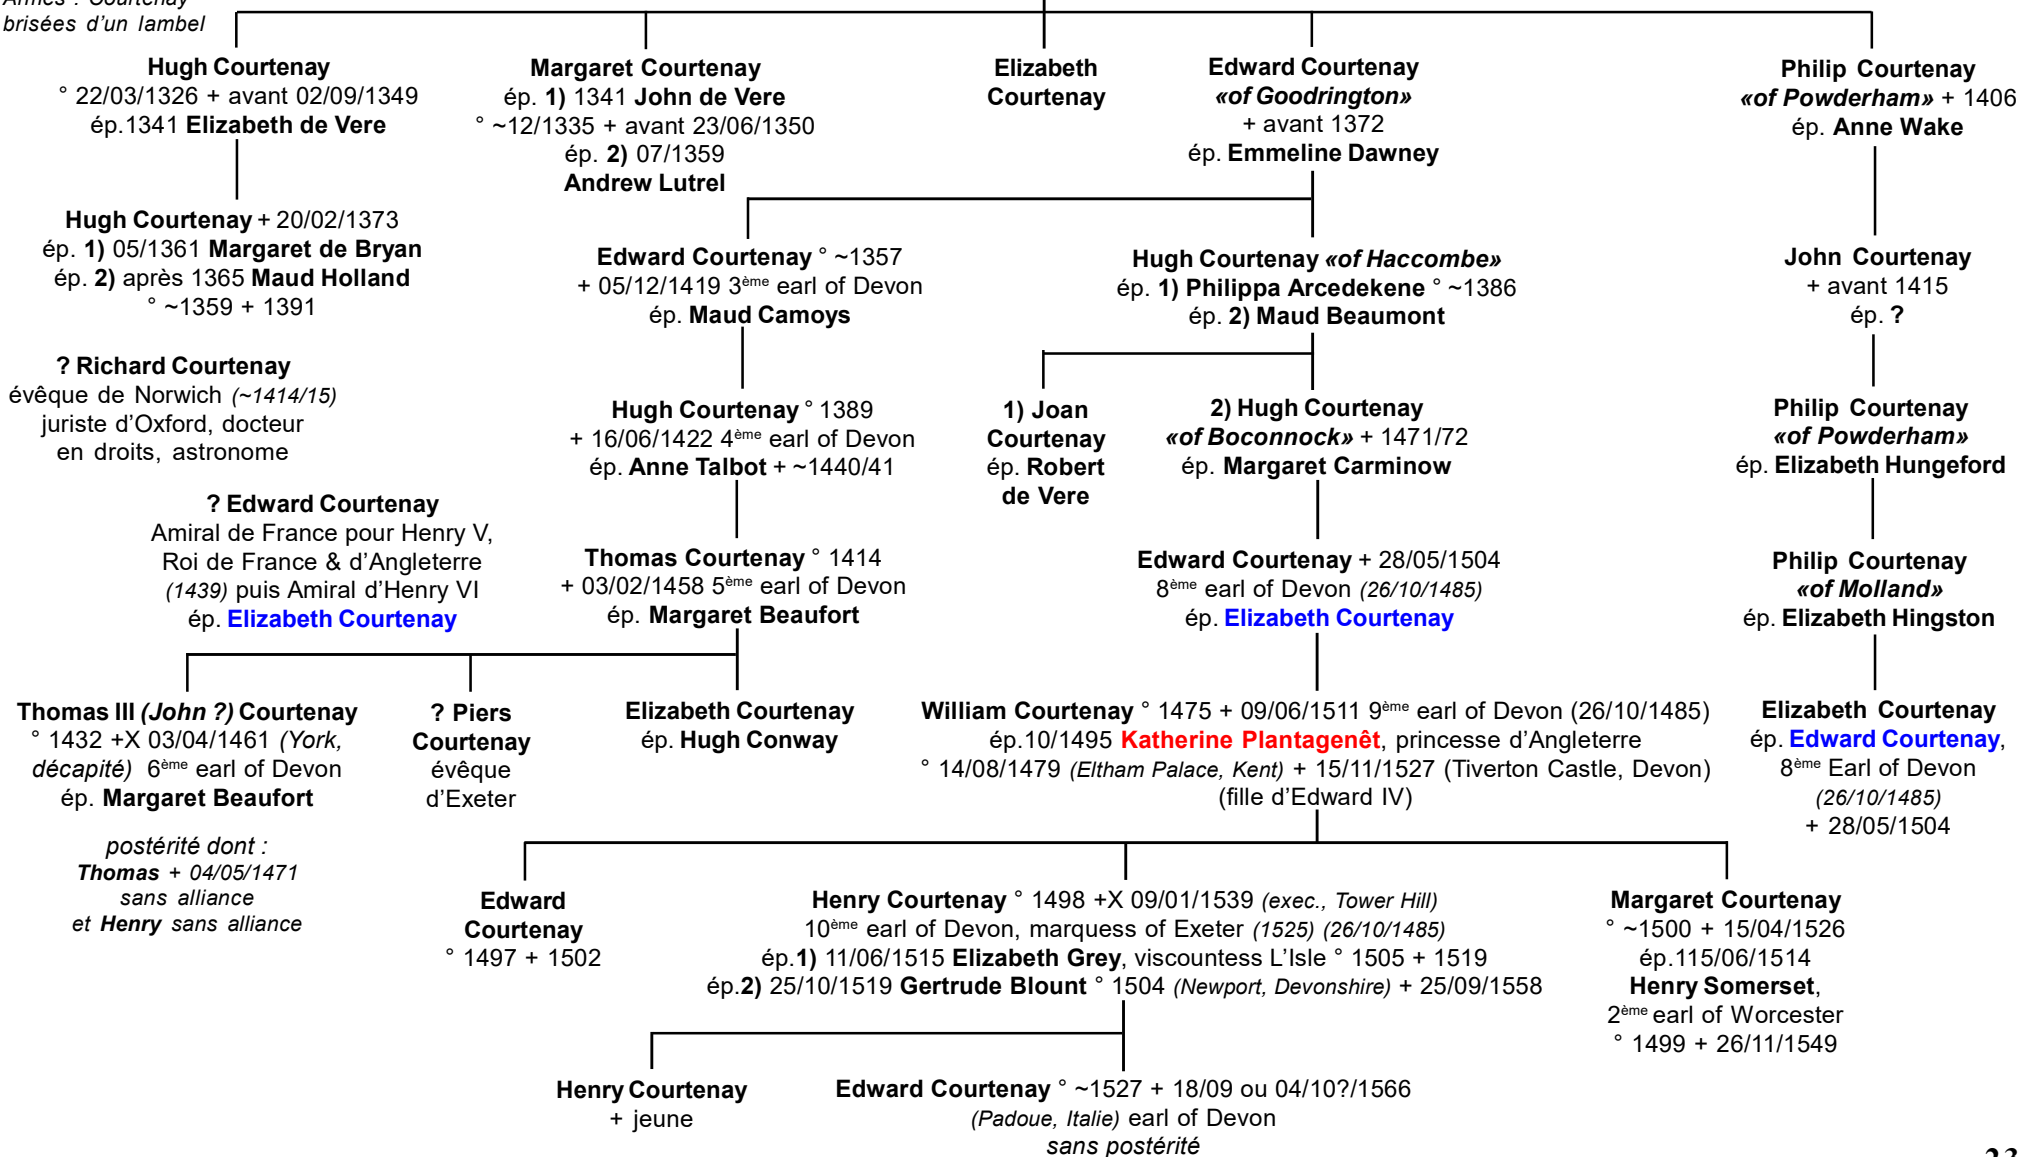 brisées d'un lambel
Hugh Courtenay
° 22/03/1326 + avant 02/09/1349
ép.1341 Elizabeth de Vere
Margaret Courtenay
ép. 1) 1341 John de Vere
° ~12/1335 + avant 23/06/1350
ép. 2) 07/1359
Andrew Lutrel
Elizabeth
Courtenay
Edward Courtenay
«of Goodrington»
+ avant 1372
ép. Emmeline Dawney
Philip Courtenay
«of Powderham» + 1406
ép. Anne Wake
Hugh Courtenay + 20/02/1373
ép. 1) 05/1361 Margaret de Bryan
ép. 2) après 1365 Maud Holland
° ~1359 + 1391
Edward Courtenay ° ~1357
+ 05/12/1419 3ème earl of Devon
ép. Maud Camoys
Hugh Courtenay «of Haccombe»
ép. 1) Philippa Arcedekene ° ~1386
ép. 2) Maud Beaumont
John Courtenay
+ avant 1415
ép. ?
? Richard Courtenay
évêque de Norwich (~1414/15)
juriste d'Oxford, docteur
en droits, astronome
Hugh Courtenay ° 1389
+ 16/06/1422 4ème earl of Devon
ép. Anne Talbot + ~1440/41
1) Joan
Courtenay
ép. Robert
de Vere
2) Hugh Courtenay
«of Boconnock» + 1471/72
ép. Margaret Carminow
Philip Courtenay
«of Powderham»
ép. Elizabeth Hungeford
? Edward Courtenay
Amiral de France pour Henry V,
Roi de France & d'Angleterre
(1439) puis Amiral d'Henry VI
ép. Elizabeth Courtenay
Thomas Courtenay ° 1414
+ 03/02/1458 5ème earl of Devon
ép. Margaret Beaufort
Edward Courtenay + 28/05/1504
8ème earl of Devon (26/10/1485)
ép. Elizabeth Courtenay
Philip Courtenay
«of Molland»
ép. Elizabeth Hingston
Thomas III (John ?) Courtenay
° 1432 +X 03/04/1461 (York,
décapité) 6ème earl of Devon
ép. Margaret Beaufort
postérité dont :
Thomas + 04/05/1471
sans alliance
et Henry sans alliance
? Piers
Courtenay
évêque
d'Exeter
Elizabeth Courtenay
ép. Hugh Conway
William Courtenay ° 1475 + 09/06/1511 9ème earl of Devon (26/10/1485)
ép.10/1495 Katherine Plantagenêt, princesse d'Angleterre
° 14/08/1479 (Eltham Palace, Kent) + 15/11/1527 (Tiverton Castle, Devon)
(fille d'Edward IV)
Elizabeth Courtenay
ép. Edward Courtenay,
8ème Earl of Devon
(26/10/1485)
+ 28/05/1504
Edward
Courtenay
° 1497 + 1502
Henry Courtenay ° 1498 +X 09/01/1539 (exec., Tower Hill)
10ème earl of Devon, marquess of Exeter (1525) (26/10/1485)
ép.1) 11/06/1515 Elizabeth Grey, viscountess L'Isle ° 1505 + 1519
ép.2) 25/10/1519 Gertrude Blount ° 1504 (Newport, Devonshire) + 25/09/1558
Margaret Courtenay
° ~1500 + 15/04/1526
ép.115/06/1514
Henry Somerset,
2ème earl of Worcester
° 1499 + 26/11/1549
Henry Courtenay
+ jeune
Edward Courtenay ° ~1527 + 18/09 ou 04/10?/1566
(Padoue, Italie) earl of Devon
sans postérité